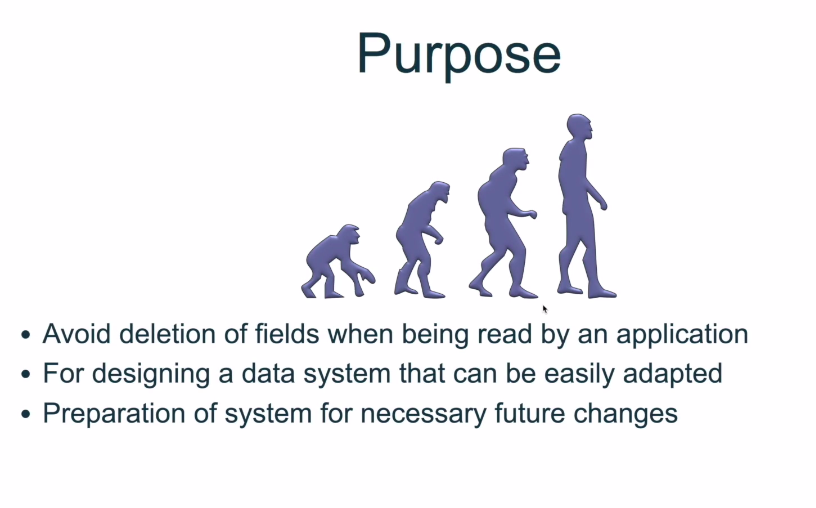 Purpose
• Avoid deletion of fields when being read by an application
• For designing a data system that can be easily adapted
• Preparation of system for necessary future changes